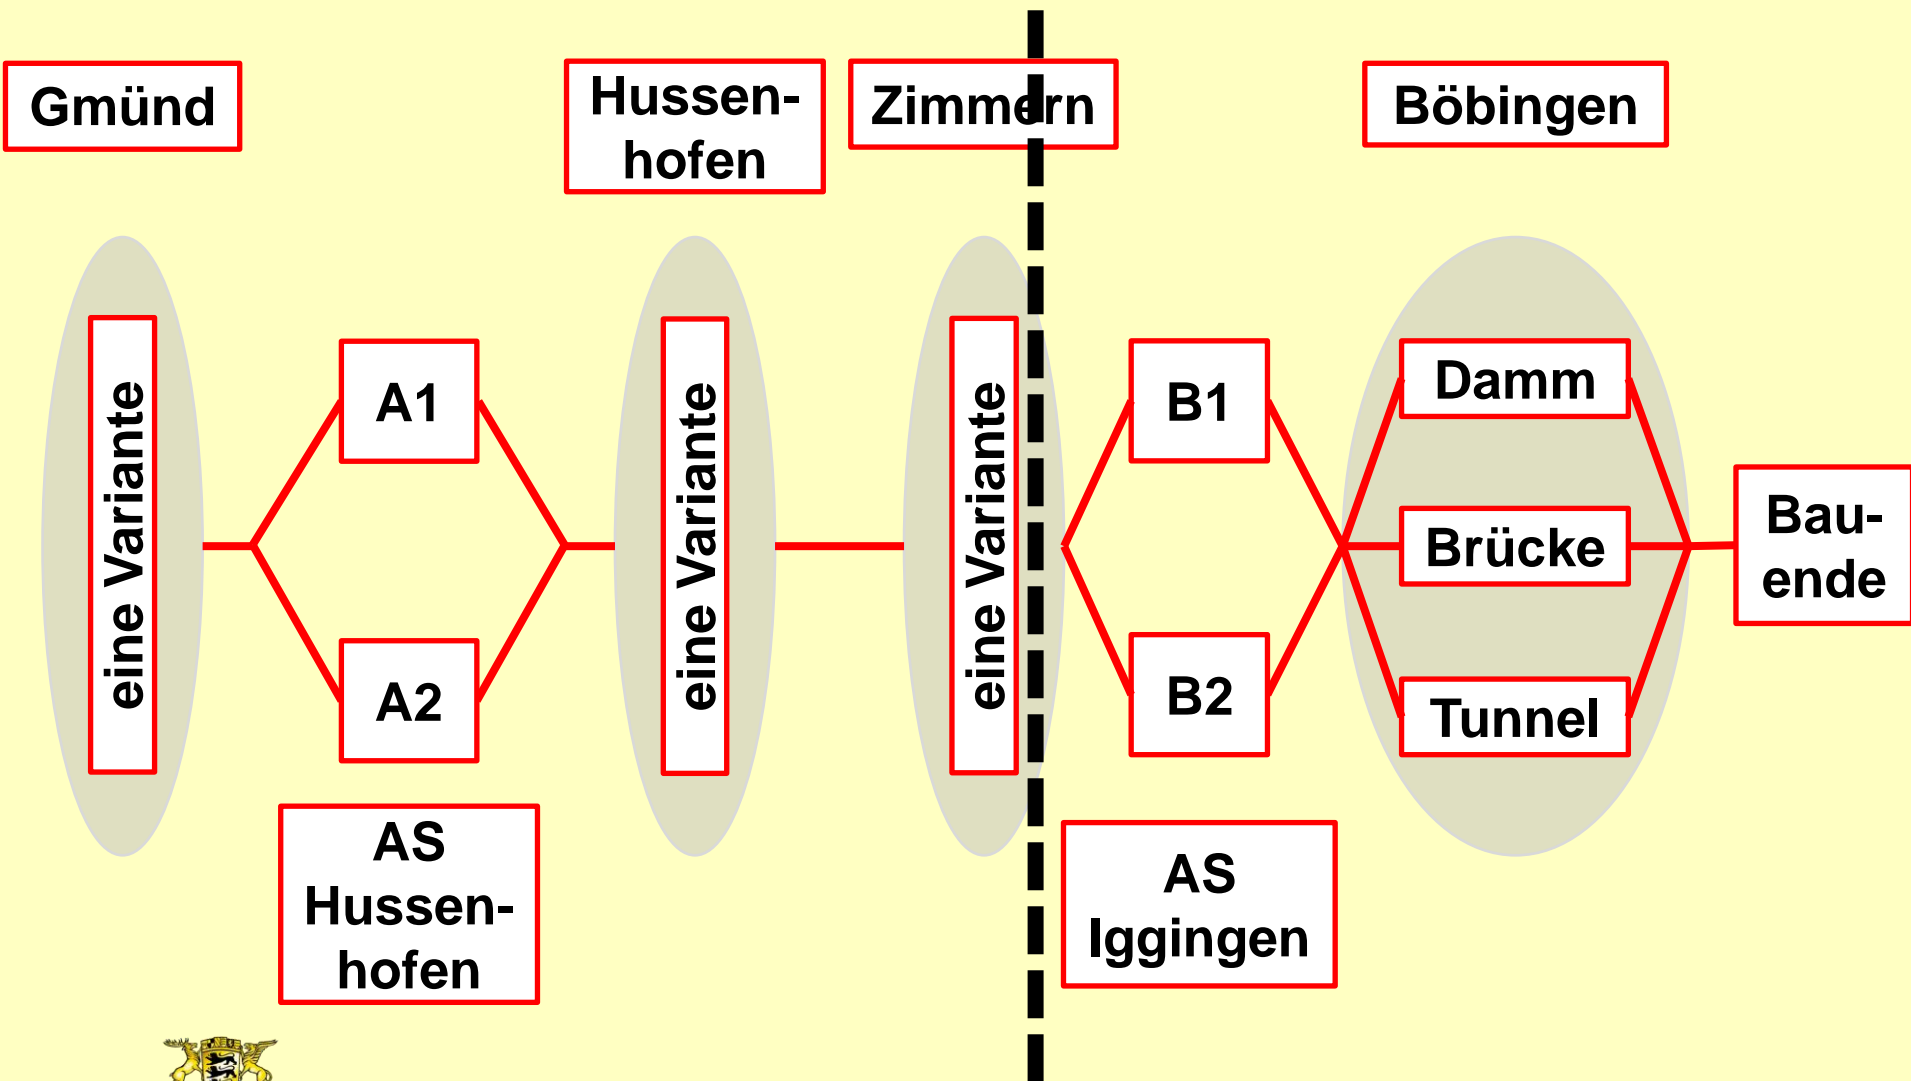 Gmünd
Hussen-
hofen
Zimmern
Böbingen
eine Variante
A1
A2
eine Variante
eine Variante
B1
B2
Damm
Brücke
Tunnel
Bau-
ende
AS
Hussen-
hofen
AS
Iggingen